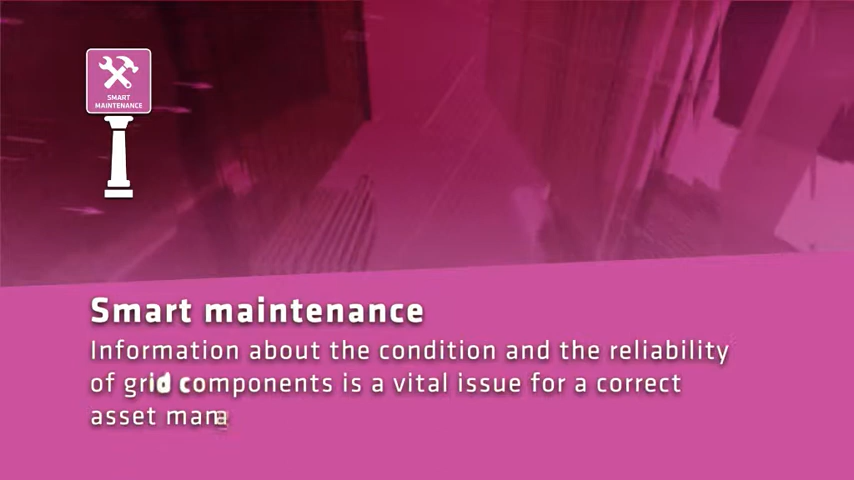 SMART
MAINTENANCE
Smart maintenance
Information about the condition and the reliability
of grid components is a vital issue for a correct
asset mana